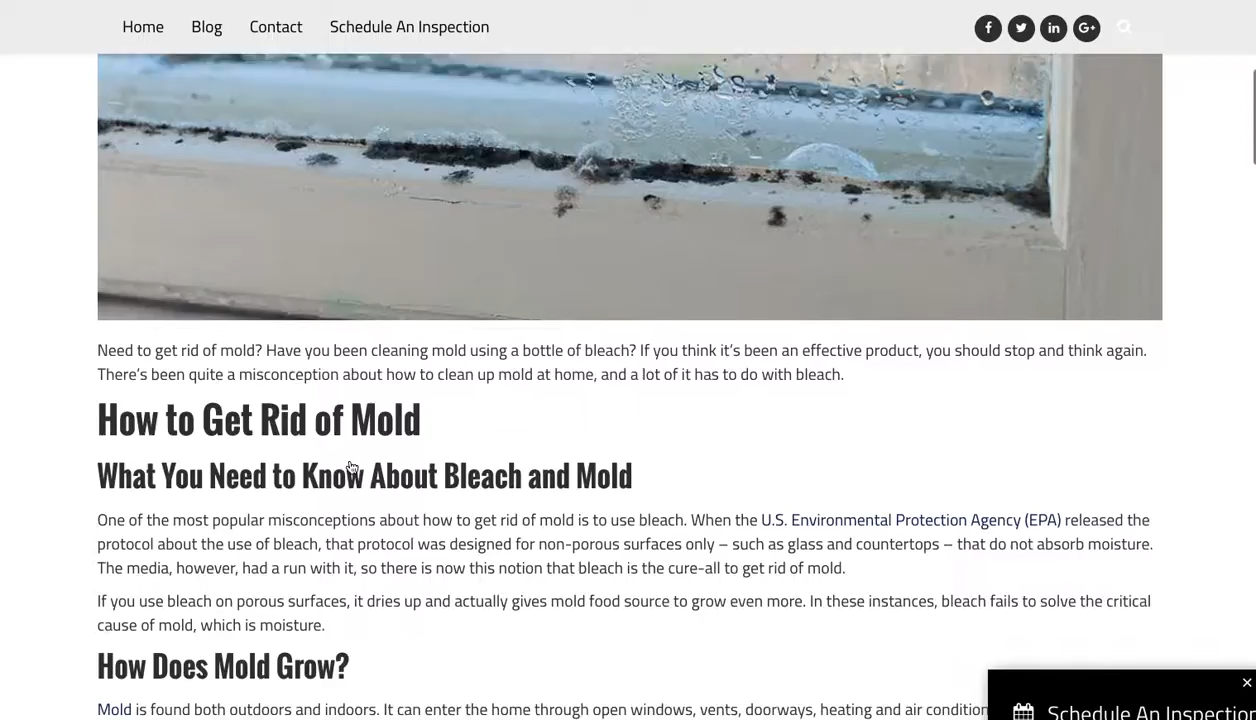 Home Blog Contact Schedule An Inspection
Need to get rid of mold? Have you been cleaning mold using a bottle of bleach? If you think it's been an effective product, you should stop and think again.
There's been quite a misconception about how to clean up mold at home, and a lot of it has to do with bleach.
How to Get Rid of Mold
What You Need to Know About Bleach and Mold
One of the most popular misconceptions about how to get rid of mold is to use bleach. When the U.S. Environmental Protection Agency (EPA) released the
protocol about the use of bleach, that protocol was designed for non-porous surfaces only – such as glass and countertops – that do not absorb moisture.
The media, however, had a run with it, so there is now this notion that bleach is the cure-all to get rid of mold.
If you use bleach on porous surfaces, it dries up and actually gives mold food source to grow even more. In these instances, bleach fails to solve the critical
cause of mold, which is moisture.
How Does Mold Grow?
Mold is found both outdoors and indoors. It can enter the home through open windows, vents, doorways, heating and air condition
Schedule An Inspection